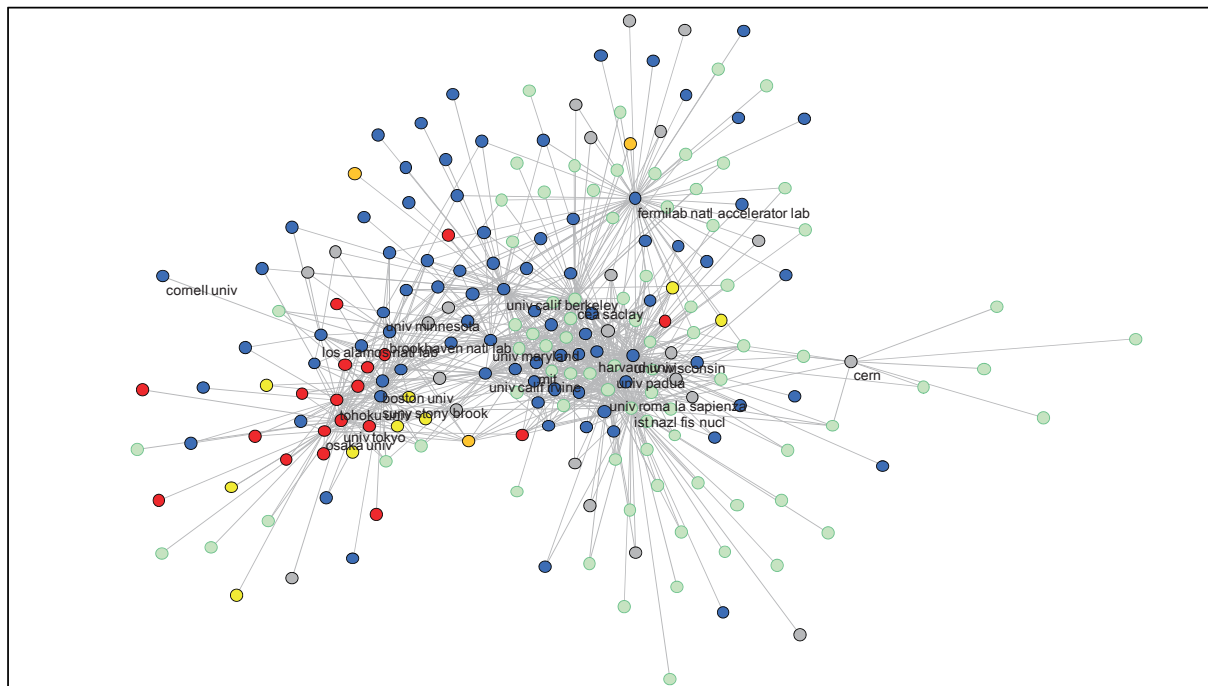 fermilab natl accelerator lab
cornell univ
univ calif berkeley
cea saclay
univ minnesota
brookhaven natl lab
los alamos natl lab
univ maryland
harvard univ
univ wisconsin
cern
mit
univ padua
univ calif irvine
boston univ
univ roma la sapienza
suny stony brook
tohoku univ
ist nazl fis nucl
univ tokyo
osaka univ